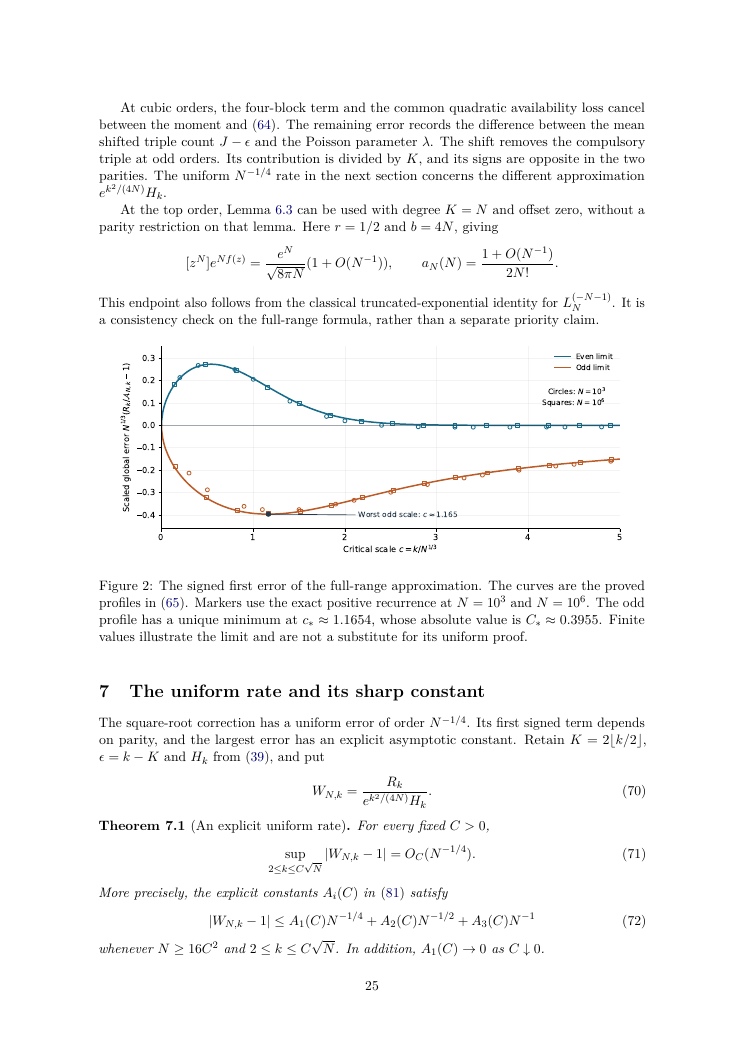 At cubic orders, the four-block term and the common quadratic availability loss cancel
between the moment and (64). The remaining error records the difference between the mean
shifted triple count J − ϵ and the Poisson parameter λ. The shift removes the compulsory
triple at odd orders. Its contribution is divided by K, and its signs are opposite in the two
parities. The uniform N^{−1/4} rate in the next section concerns the different approximation
e^{k²/(4N)}H_k.
At the top order, Lemma 6.3 can be used with degree K = N and offset zero, without a
parity restriction on that lemma. Here r = 1/2 and b = 4N, giving
[z^N]e^{Nf(z)} = e^N/√(8πN) (1 + O(N^{−1})), a_N(N) = (1 + O(N^{−1}))/(2N!).
This endpoint also follows from the classical truncated-exponential identity for L_N^{(−N−1)}. It is
a consistency check on the full-range formula, rather than a separate priority claim.
Scaled global error N^{1/3}(R_k/A_{N,k} − 1)
0.3
0.2
0.1
0.0
−0.1
−0.2
−0.3
−0.4
Even limit
Odd limit
Circles: N = 10³
Squares: N = 10⁶
Worst odd scale: c ≃ 1.165
0 1 2 3 4 5
Critical scale c = k/N^{1/3}
Figure 2: The signed first error of the full-range approximation. The curves are the proved
profiles in (65). Markers use the exact positive recurrence at N = 10³ and N = 10⁶. The odd
profile has a unique minimum at c_* ≈ 1.1654, whose absolute value is C_* ≈ 0.3955. Finite
values illustrate the limit and are not a substitute for its uniform proof.
7 The uniform rate and its sharp constant
The square-root correction has a uniform error of order N^{−1/4}. Its first signed term depends
on parity, and the largest error has an explicit asymptotic constant. Retain K = 2⌊k/2⌋,
ϵ = k − K and H_k from (39), and put
W_{N,k} = R_k/(e^{k²/(4N)}H_k). (70)
Theorem 7.1 (An explicit uniform rate). For every fixed C > 0,
sup_{2≤k≤C√N} |W_{N,k} − 1| = O_C(N^{−1/4}). (71)
More precisely, the explicit constants A_i(C) in (81) satisfy
|W_{N,k} − 1| ≤ A_1(C)N^{−1/4} + A_2(C)N^{−1/2} + A_3(C)N^{−1} (72)
whenever N ≥ 16C² and 2 ≤ k ≤ C√N. In addition, A_1(C) → 0 as C ↓ 0.
25